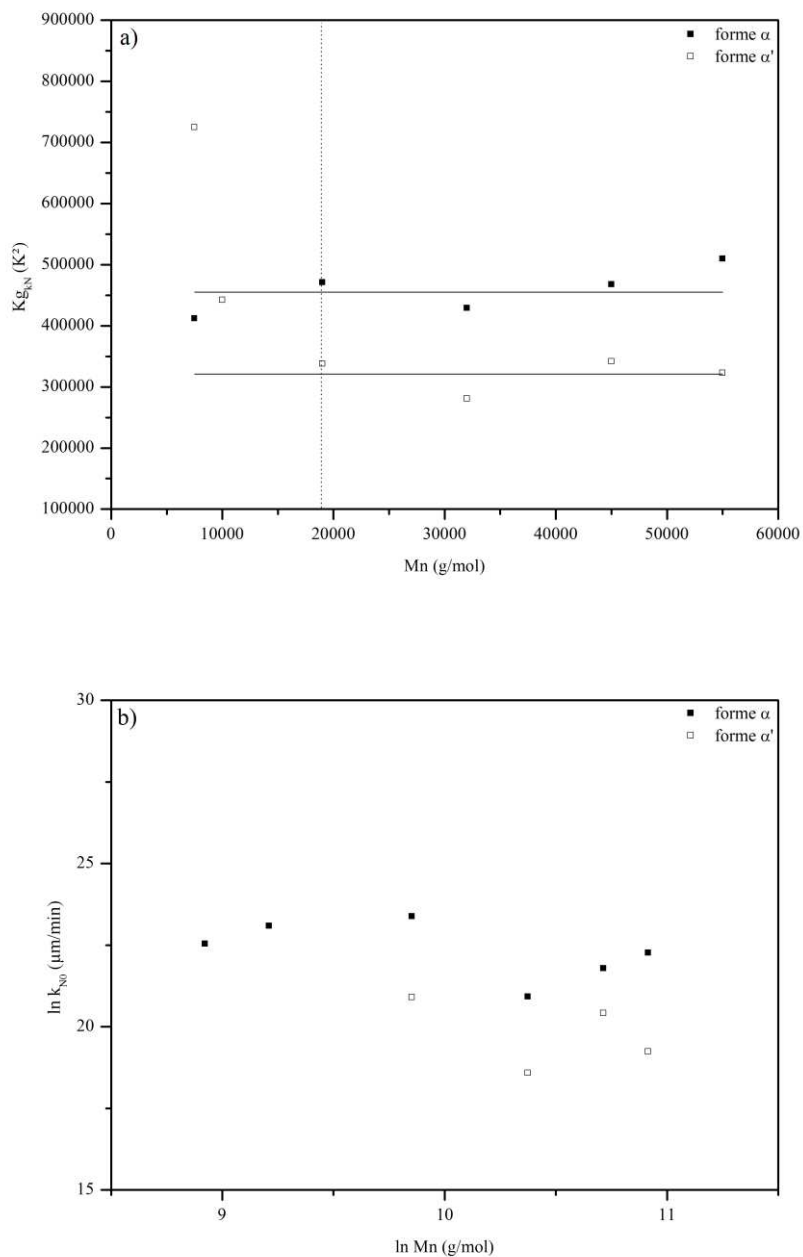 a)
forme α
forme α'
900000
800000
700000
600000
500000
400000
300000
200000
100000
Kg_kN (K²)
0
10000
20000
30000
40000
50000
60000
Mn (g/mol)
b)
forme α
forme α'
30
25
20
15
ln k_N0 (μm/min)
9
10
11
ln Mn (g/mol)